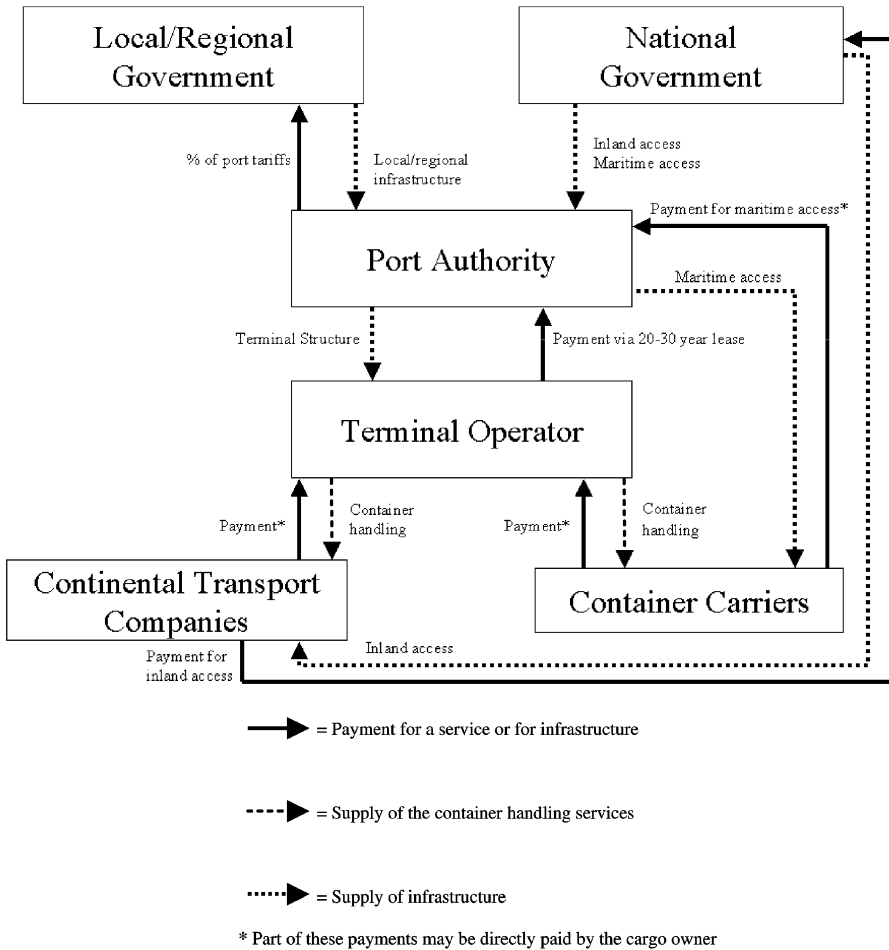 Local/Regional
Government
National
Government
% of port tariffs
Local/regional
infrastructure
Inland access
Maritime access
Payment for maritime access*
Port Authority
Maritime access
Terminal Structure
Payment via 20-30 year lease
Terminal Operator
Payment*
Container
handling
Payment*
Container
handling
Continental Transport
Companies
Container Carriers
Payment for
inland access
Inland access
= Payment for a service or for infrastructure
= Supply of the container handling services
= Supply of infrastructure
* Part of these payments may be directly paid by the cargo owner